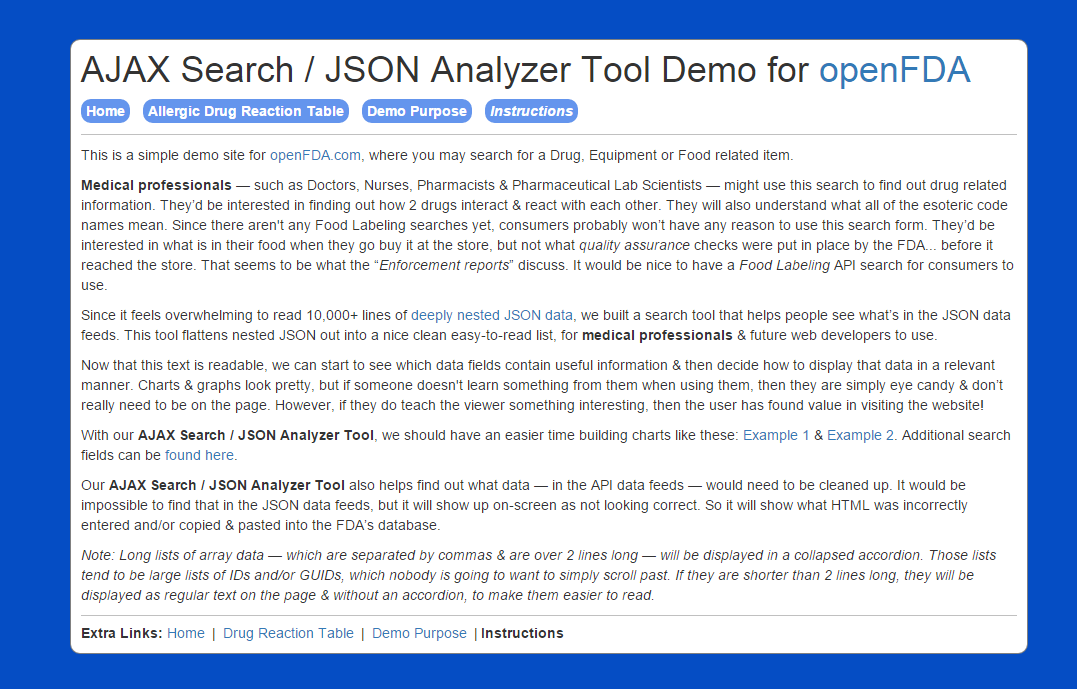 AJAX Search / JSON Analyzer Tool Demo for openFDA
Home Allergic Drug Reaction Table Demo Purpose Instructions
This is a simple demo site for openFDA.com, where you may search for a Drug, Equipment or Food related item.
Medical professionals — such as Doctors, Nurses, Pharmacists & Pharmaceutical Lab Scientists — might use this search to find out drug related
information. They’d be interested in finding out how 2 drugs interact & react with each other. They will also understand what all of the esoteric code
names mean. Since there aren't any Food Labeling searches yet, consumers probably won’t have any reason to use this search form. They’d be
interested in what is in their food when they go buy it at the store, but not what quality assurance checks were put in place by the FDA... before it
reached the store. That seems to be what the “Enforcement reports” discuss. It would be nice to have a Food Labeling API search for consumers to
use.
Since it feels overwhelming to read 10,000+ lines of deeply nested JSON data, we built a search tool that helps people see what’s in the JSON data
feeds. This tool flattens nested JSON out into a nice clean easy-to-read list, for medical professionals & future web developers to use.
Now that this text is readable, we can start to see which data fields contain useful information & then decide how to display that data in a relevant
manner. Charts & graphs look pretty, but if someone doesn't learn something from them when using them, then they are simply eye candy & don’t
really need to be on the page. However, if they do teach the viewer something interesting, then the user has found value in visiting the website!
With our AJAX Search / JSON Analyzer Tool, we should have an easier time building charts like these: Example 1 & Example 2. Additional search
fields can be found here.
Our AJAX Search / JSON Analyzer Tool also helps find out what data — in the API data feeds — would need to be cleaned up. It would be
impossible to find that in the JSON data feeds, but it will show up on-screen as not looking correct. So it will show what HTML was incorrectly
entered and/or copied & pasted into the FDA’s database.
Note: Long lists of array data — which are separated by commas & are over 2 lines long — will be displayed in a collapsed accordion. Those lists
tend to be large lists of IDs and/or GUIDs, which nobody is going to want to simply scroll past. If they are shorter than 2 lines long, they will be
displayed as regular text on the page & without an accordion, to make them easier to read.
Extra Links: Home | Drug Reaction Table | Demo Purpose | Instructions